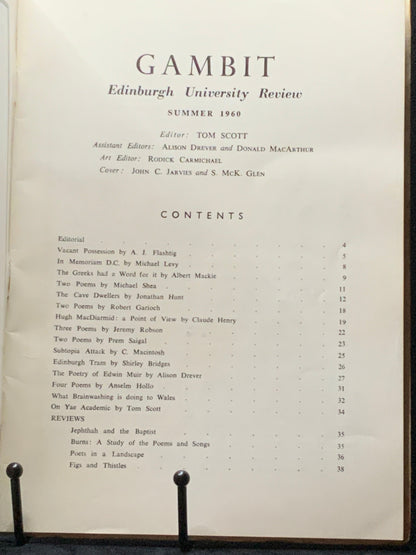 GAMBIT
Edinburgh University Review
SUMMER 1960
Editor: TOM SCOTT
Assistant Editors: ALISON DREVER and DONALD MACARTHUR
Art Editor: RODICK CARMICHAEL
Cover: JOHN C. JARVIES and S. MCK. GLEN
CONTENTS
Editorial . . . . . . . . . 4
Vacant Possession by A. J. Flashtig . . . . . . 5
In Memoriam D.C. by Michael Levy . . . . . . 8
The Greeks had a Word for it by Albert Mackie . . . . 9
Two Poems by Michael Shea . . . . . . . 11
The Cave Dwellers by Jonathan Hunt . . . . . . 12
Two Poems by Robert Garioch . . . . . . . 18
Hugh MacDiarmid: a Point of View by Claude Henry . . . 19
Three Poems by Jeremy Robson . . . . . . . 22
Two Poems by Prem Saigal . . . . . . . 23
Subtopia Attack by C. Macintosh . . . . . . 25
Edinburgh Tram by Shirley Bridges . . . . . . 26
The Poetry of Edwin Muir by Alison Drever . . . . . 27
Four Poems by Anselm Hollo . . . . . . . 31
What Brainwashing is doing to Wales . . . . . . 32
On Yae Academic by Tom Scott . . . . . . . 34
REVIEWS
Jephthah and the Baptist . . . . . . . 35
Burns: A Study of the Poems and Songs . . . . . 35
Poets in a Landscape . . . . . . . 36
Figs and Thistles . . . . . . . . 38